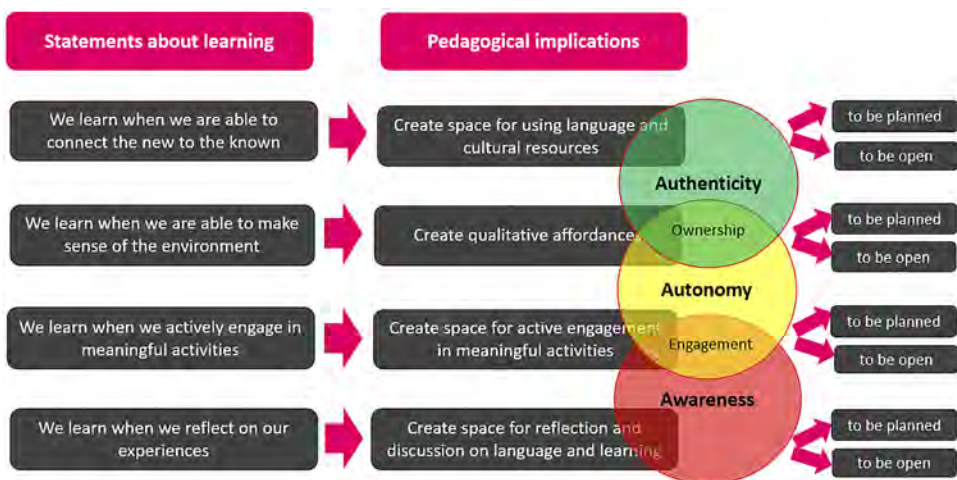 Statements about learning
Pedagogical implications
We learn when we are able to
connect the new to the known
Create space for using language and
cultural resources
Authenticity
to be planned
to be open
We learn when we are able to make
sense of the environment
Create qualitative affordances
Ownership
to be planned
to be open
Autonomy
We learn when we actively engage in
meaningful activities
Create space for active engagement
in meaningful activities
Engagement
to be planned
to be open
Awareness
We learn when we reflect on our
experiences
Create space for reflection and
discussion on language and learning
to be planned
to be open